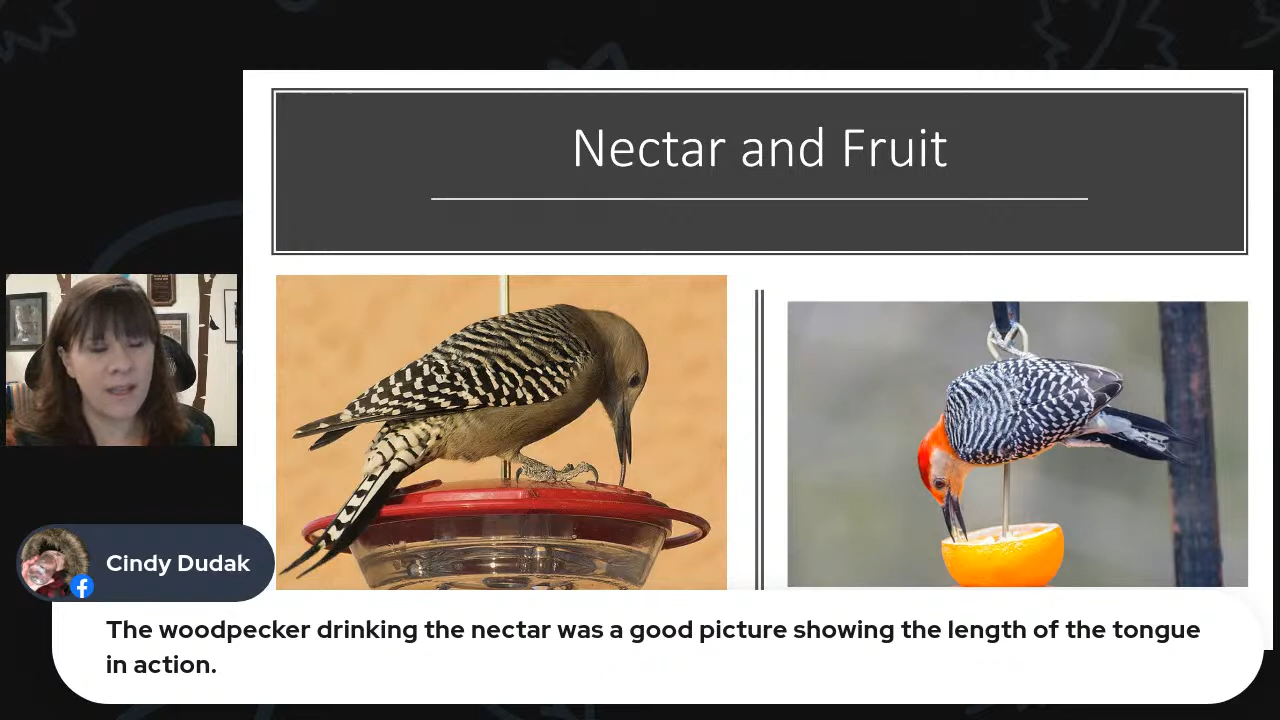 Nectar and Fruit
Cindy Dudak
The woodpecker drinking the nectar was a good picture showing the length of the tongue
in action.